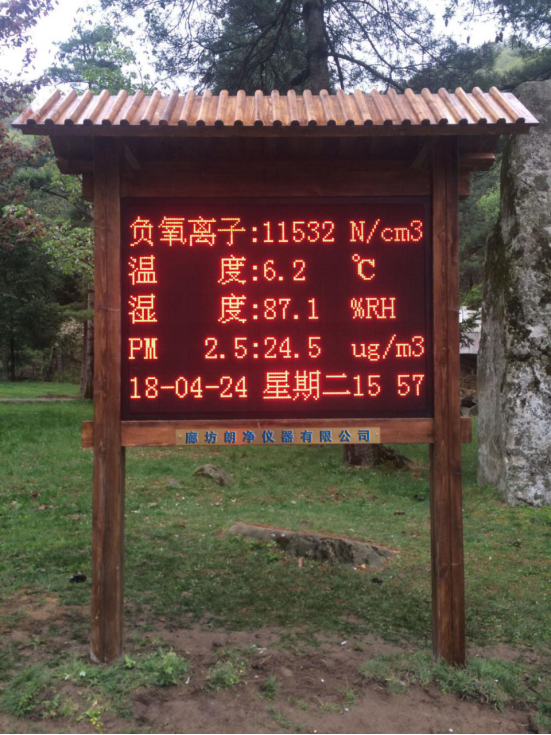 负氧离子:11532 N/cm3
温 度:6.2 ℃
湿 度:87.1 %RH
PM 2.5:24.5 ug/m3
18-04-24 星期二15 57
廊坊朗净仪器有限公司